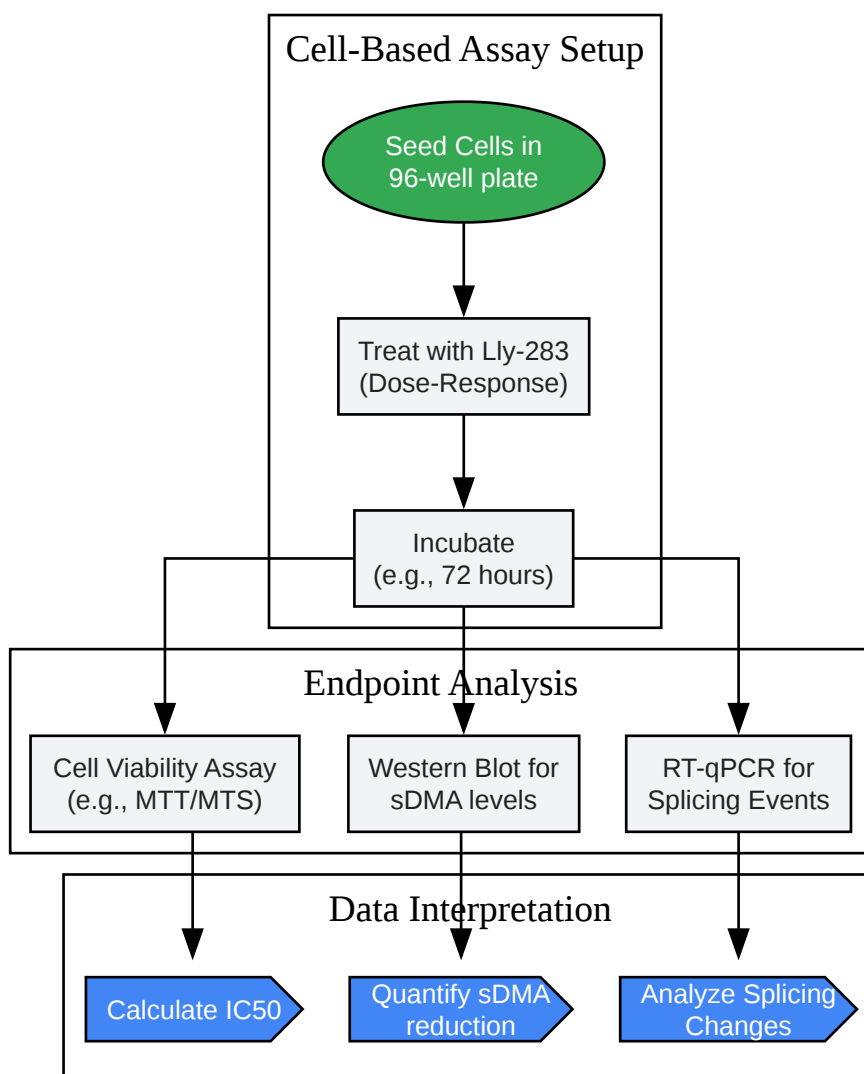 Cell-Based Assay Setup
Seed Cells in
96-well plate
Treat with Lly-283
(Dose-Response)
Incubate
(e.g., 72 hours)
Endpoint Analysis
Cell Viability Assay
(e.g., MTT/MTS)
Western Blot for
sDMA levels
RT-qPCR for
Splicing Events
Data Interpretation
Calculate IC50
Quantify sDMA
reduction
Analyze Splicing
Changes